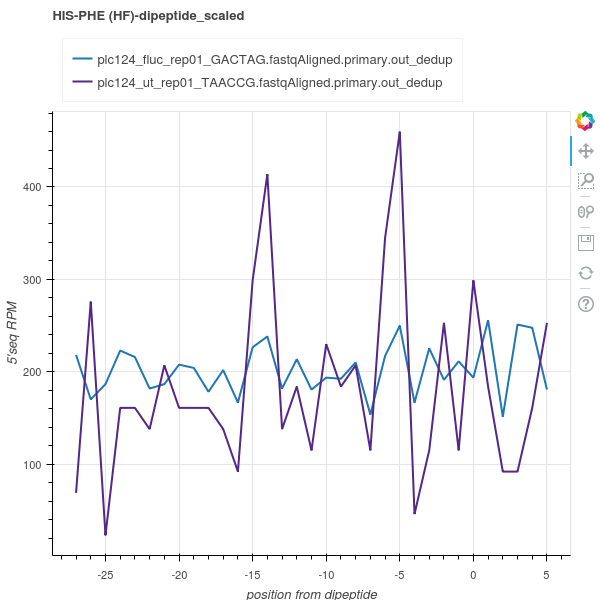 HIS-PHE (HF)-dipeptide_scaled
plc124_fluc_rep01_GACTAG.fastqAligned.primary.out_dedup
plc124_ut_rep01_TAACCG.fastqAligned.primary.out_dedup
400
300
200
100
5'seq RPM
-25 -20 -15 -10 -5 0 5
position from dipeptide